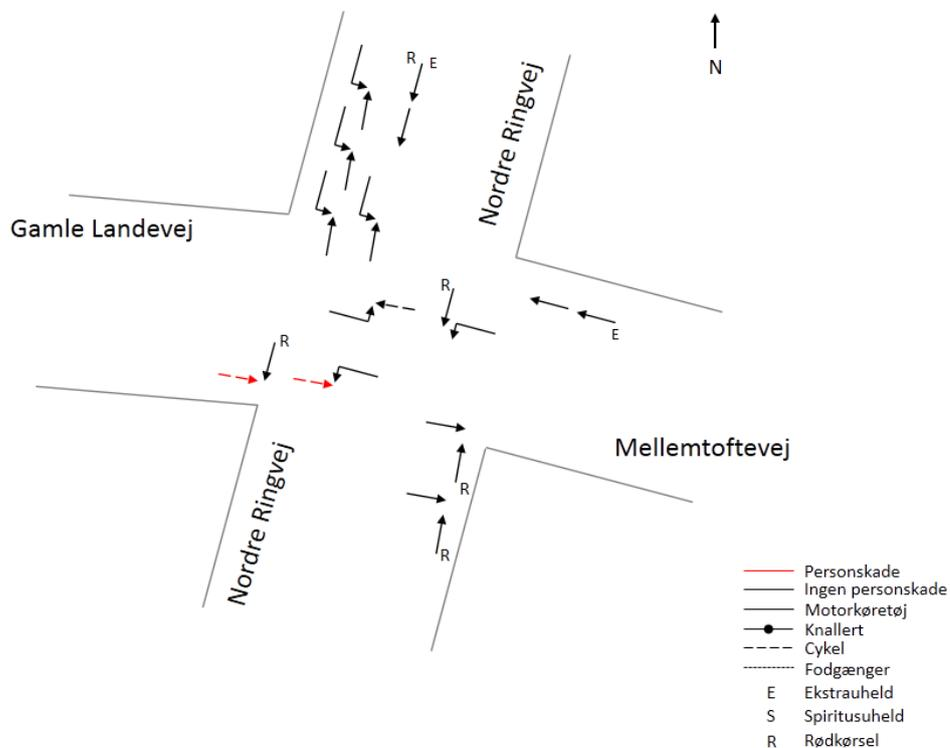 R E
N
Nordre Ringvej
Gamle Landevej
R
E
R
Mellemtoftevej
R
Nordre Ringvej
R
Personskade
Ingen personskade
Motorkøretøj
Knallert
Cykel
Fodgænger
E Ekstrauheld
S Spiritusuheld
R Rødkørsel